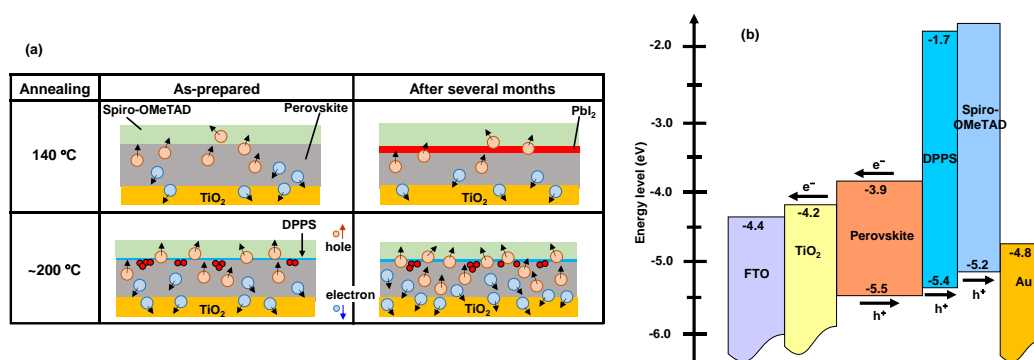 (a)
Annealing
As-prepared
After several months
140 ºC
Spiro-OMeTAD
Perovskite
TiO2
PbI2
~200 ºC
DPPS
hole
electron
TiO2
TiO2
(b)
Energy level (eV)
-2.0
-3.0
-4.0
-5.0
-6.0
-4.4
FTO
e−
-4.2
TiO2
e−
-3.9
Perovskite
-5.5
h+
-1.7
DPPS
-5.4
h+
Spiro-
OMeTAD
-5.2
h+
-4.8
Au